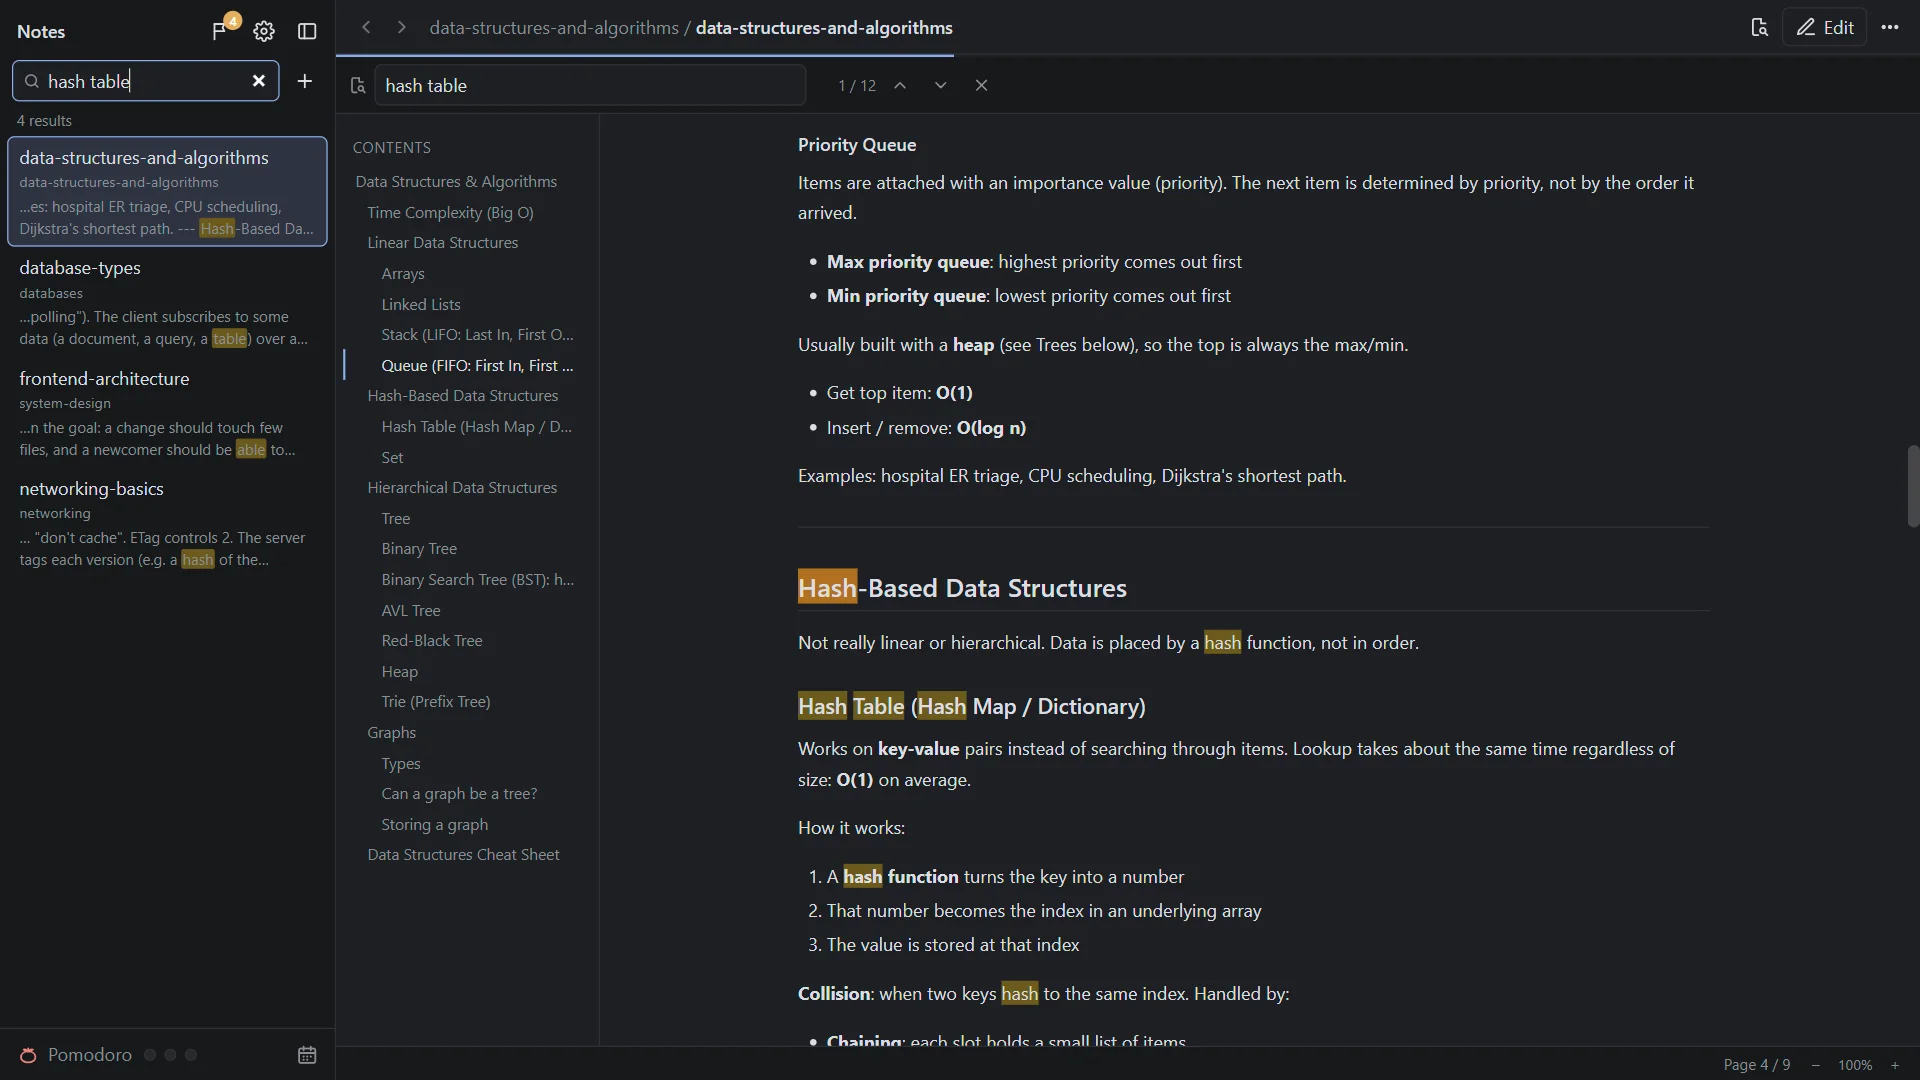 Notes
4
hash table
4 results
data-structures-and-algorithms
data-structures-and-algorithms
...es: hospital ER triage, CPU scheduling,
Dijkstra's shortest path. --- Hash-Based Da...
database-types
databases
...polling"). The client subscribes to some
data (a document, a query, a table) over a...
frontend-architecture
system-design
...n the goal: a change should touch few
files, and a newcomer should be able to...
networking-basics
networking
... "don't cache". ETag controls 2. The server
tags each version (e.g. a hash of the...
Pomodoro
data-structures-and-algorithms / data-structures-and-algorithms
Edit
hash table
1 / 12
CONTENTS
Data Structures & Algorithms
Time Complexity (Big O)
Linear Data Structures
Arrays
Linked Lists
Stack (LIFO: Last In, First O...
Queue (FIFO: First In, First ...
Hash-Based Data Structures
Hash Table (Hash Map / D...
Set
Hierarchical Data Structures
Tree
Binary Tree
Binary Search Tree (BST): h...
AVL Tree
Red-Black Tree
Heap
Trie (Prefix Tree)
Graphs
Types
Can a graph be a tree?
Storing a graph
Data Structures Cheat Sheet
Priority Queue
Items are attached with an importance value (priority). The next item is determined by priority, not by the order it
arrived.
• Max priority queue: highest priority comes out first
• Min priority queue: lowest priority comes out first
Usually built with a heap (see Trees below), so the top is always the max/min.
• Get top item: O(1)
• Insert / remove: O(log n)
Examples: hospital ER triage, CPU scheduling, Dijkstra's shortest path.
Hash-Based Data Structures
Not really linear or hierarchical. Data is placed by a hash function, not in order.
Hash Table (Hash Map / Dictionary)
Works on key-value pairs instead of searching through items. Lookup takes about the same time regardless of
size: O(1) on average.
How it works:
1. A hash function turns the key into a number
2. That number becomes the index in an underlying array
3. The value is stored at that index
Collision: when two keys hash to the same index. Handled by:
• Chaining: each slot holds a small list of items
Page 4 / 9
− 100% +